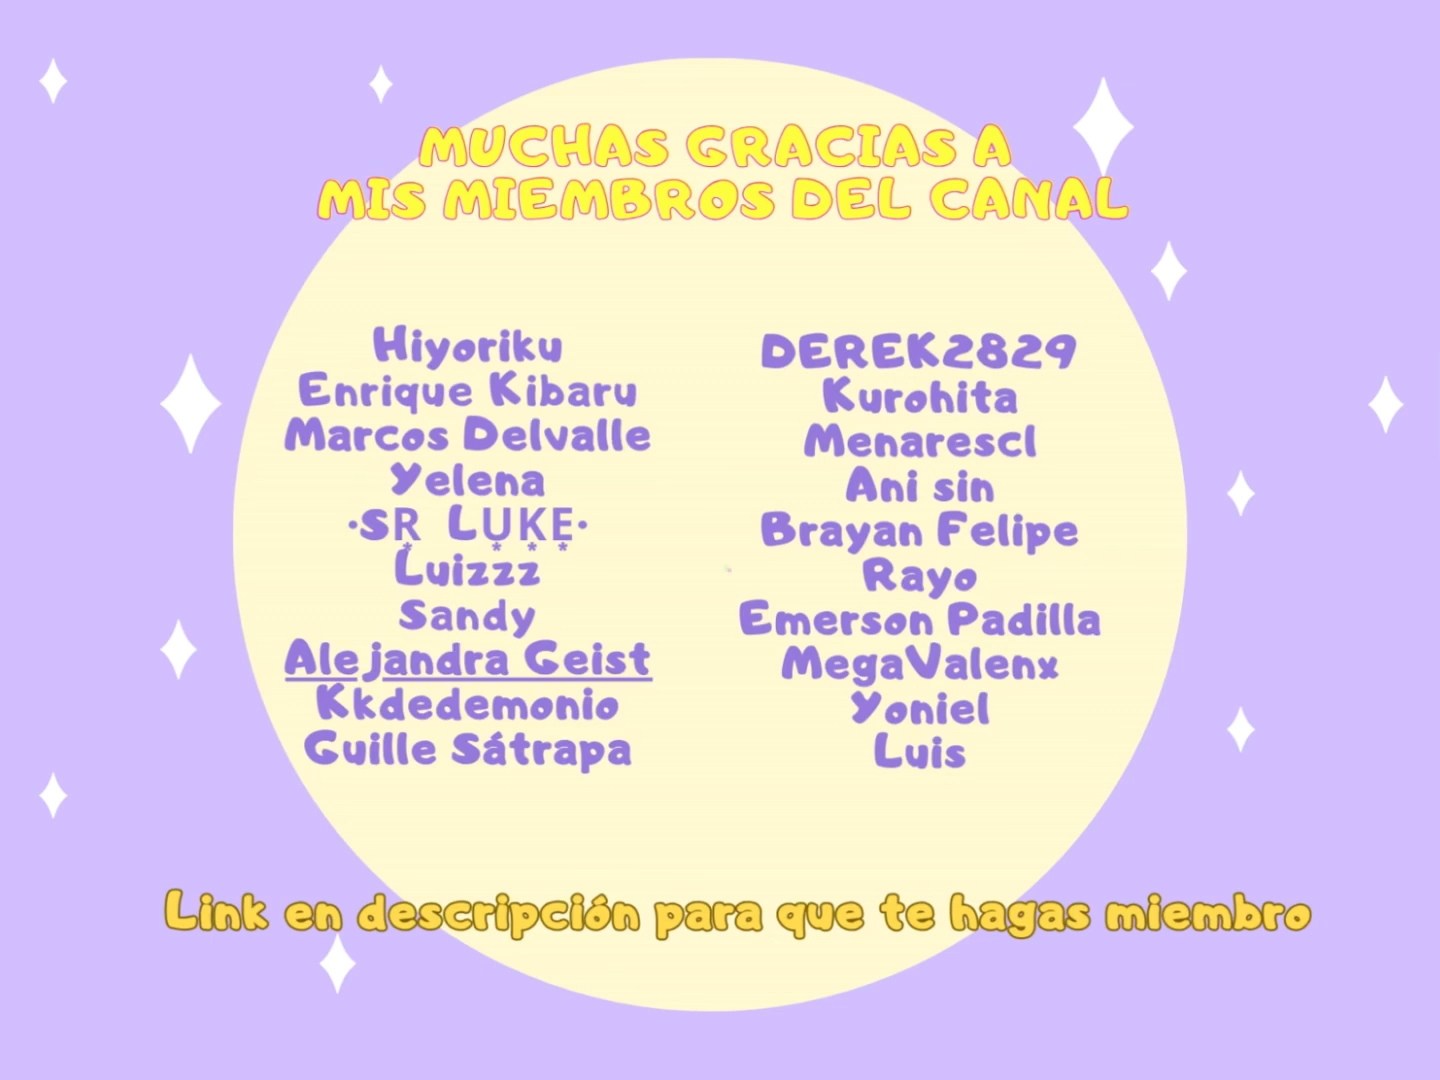 MUCHAS GRACIAS A
MIS MIEMBROS DEL CANAL
Hiyoriku
Enrique Kibaru
Marcos Delvalle
Yelena
·SR͙ LU͙K͙E͙·
Luizzz
Sandy
Alejandra Geist
Kkdedemonio
Guille Sátrapa
DEREK2829
Kurohita
Menarescl
Ani sin
Brayan Felipe
Rayo
Emerson Padilla
MegaValenx
Yoniel
Luis
Link en descripción para que te hagas miembro